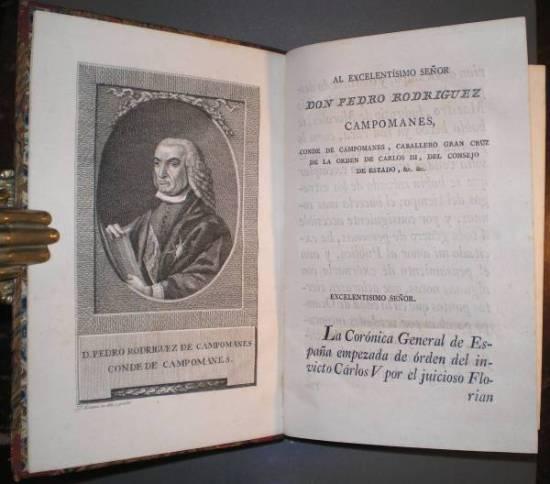 D. PEDRO RODRIGUEZ DE CAMPOMANES
CONDE DE CAMPOMANES.
AL EXCELENTÍSIMO SEÑOR
DON PEDRO RODRIGUEZ
CAMPOMANES,
CONDE DE CAMPOMANES, CABALLERO GRAN CRUZ
DE LA ORDEN DE CARLOS III, DEL CONSEJO
DE ESTADO, &c. &c.
EXCELENTISIMO SEÑOR.
La Corónica General de Es-
paña empezada de órden del in-
victo Cárlos V por el juicioso Flo-
rian